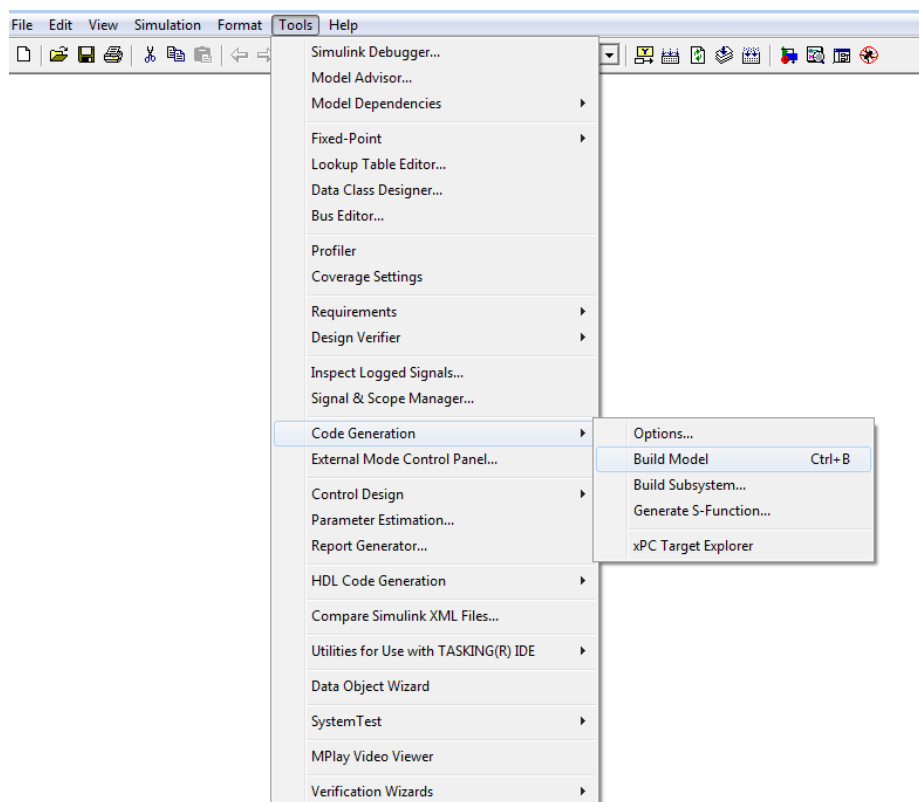 File Edit View Simulation Format Tools Help
Simulink Debugger...
Model Advisor...
Model Dependencies
Fixed-Point
Lookup Table Editor...
Data Class Designer...
Bus Editor...
Profiler
Coverage Settings
Requirements
Design Verifier
Inspect Logged Signals...
Signal & Scope Manager...
Code Generation
External Mode Control Panel...
Control Design
Parameter Estimation...
Report Generator...
HDL Code Generation
Compare Simulink XML Files...
Utilities for Use with TASKING(R) IDE
Data Object Wizard
SystemTest
MPlay Video Viewer
Verification Wizards
Options...
Build Model Ctrl+B
Build Subsystem...
Generate S-Function...
xPC Target Explorer